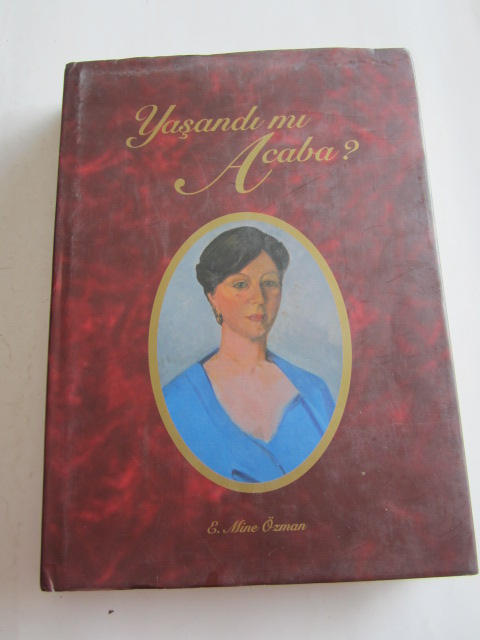 Yaşandı mı
Acaba?
E. Mine Özman